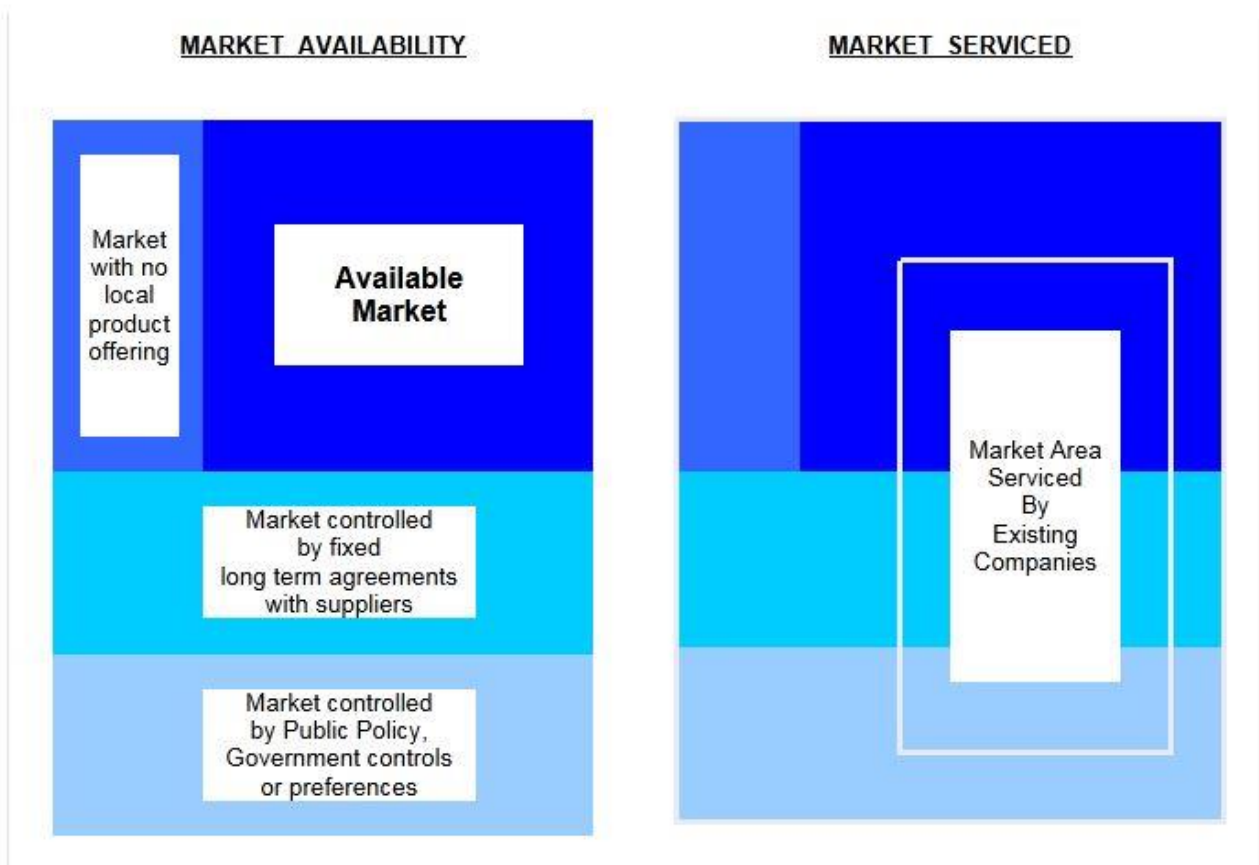 MARKET AVAILABILITY
MARKET SERVICED
Market
with no
local
product
offering
Available
Market
Market controlled
by fixed
long term agreements
with suppliers
Market controlled
by Public Policy,
Government controls
or preferences
Market Area
Serviced
By
Existing
Companies